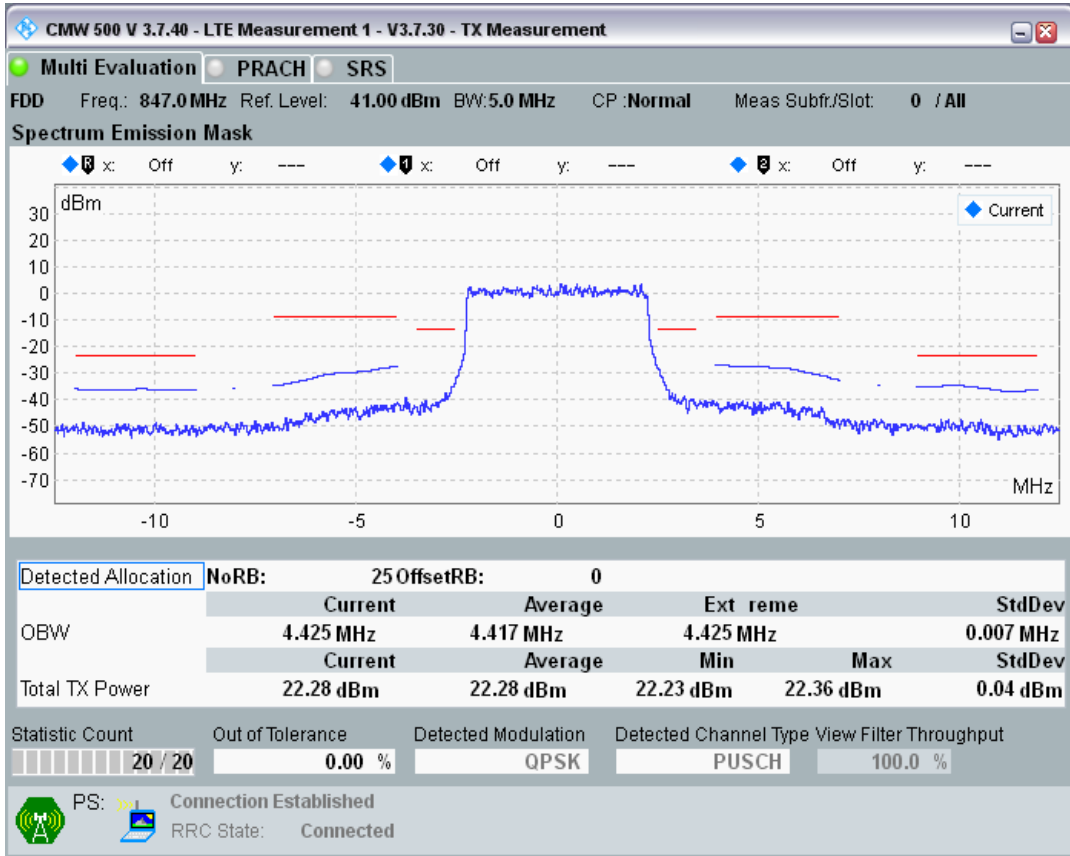 CMW 500 V 3.7.40 - LTE Measurement 1 - V3.7.30 - TX Measurement
Multi Evaluation PRACH SRS
FDD Freq.: 847.0 MHz Ref. Level: 41.00 dBm BW: 5.0 MHz CP : Normal Meas Subfr./Slot: 0 / All
Spectrum Emission Mask
R x: Off y: --- 1 x: Off y: --- 2 x: Off y: ---
dBm
Current
30
20
10
0
-10
-20
-30
-40
-50
-60
-70
MHz
-10 -5 0 5 10
Detected Allocation NoRB: 25 OffsetRB: 0
Current Average Ext reme StdDev
OBW 4.425 MHz 4.417 MHz 4.425 MHz 0.007 MHz
Current Average Min Max StdDev
Total TX Power 22.28 dBm 22.28 dBm 22.23 dBm 22.36 dBm 0.04 dBm
Statistic Count Out of Tolerance Detected Modulation Detected Channel Type View Filter Throughput
20 / 20 0.00 % QPSK PUSCH 100.0 %
PS: Connection Established
RRC State: Connected